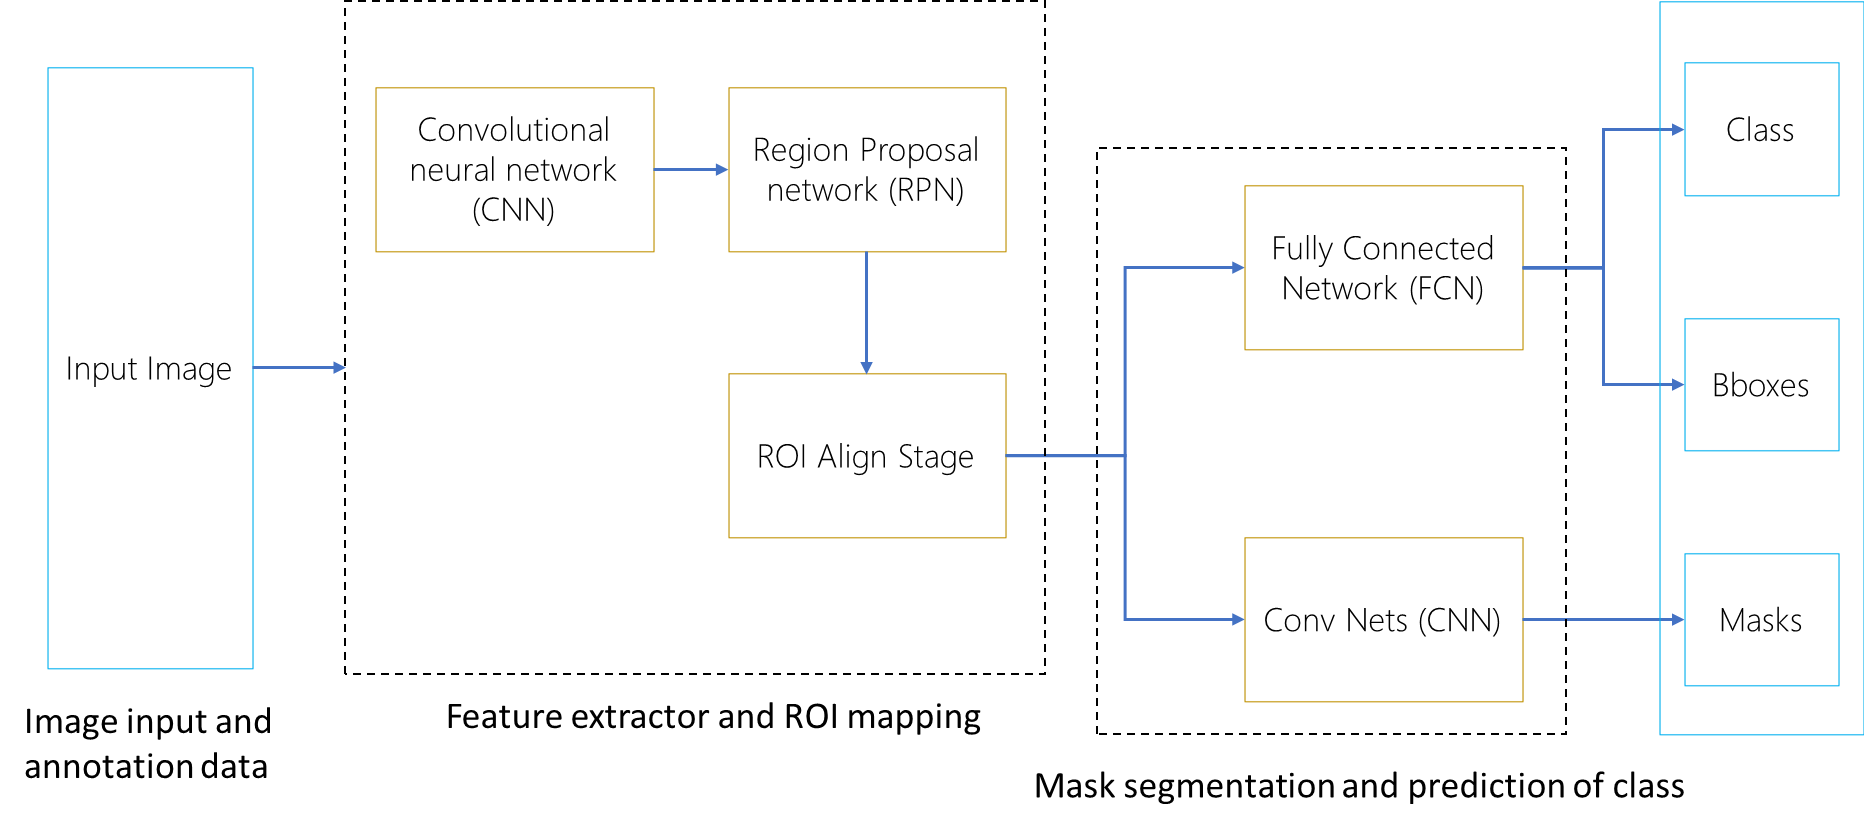 Input Image
Image input and
annotation data
Convolutional
neural network
(CNN)
Region Proposal
network (RPN)
ROI Align Stage
Feature extractor and ROI mapping
Fully Connected
Network (FCN)
Conv Nets (CNN)
Mask segmentation and prediction of class
Class
Bboxes
Masks